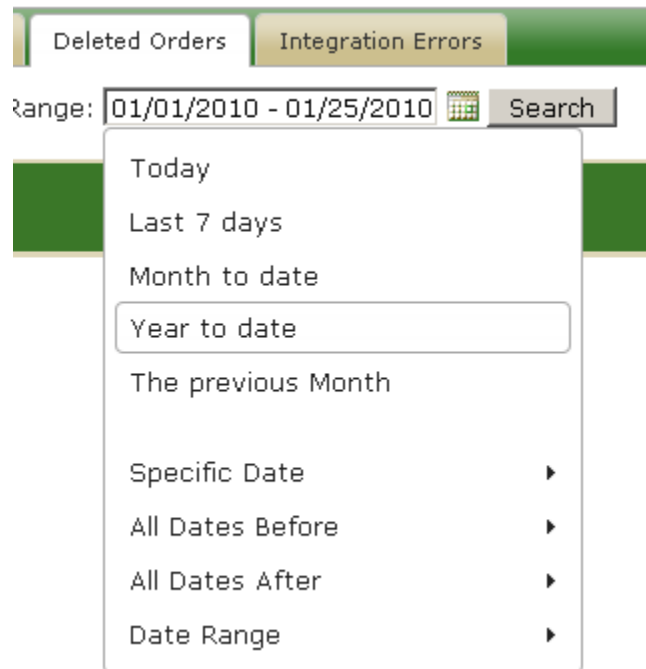 Deleted Orders
Integration Errors
Range: 01/01/2010 - 01/25/2010 Search
Today
Last 7 days
Month to date
Year to date
The previous Month
Specific Date
All Dates Before
All Dates After
Date Range